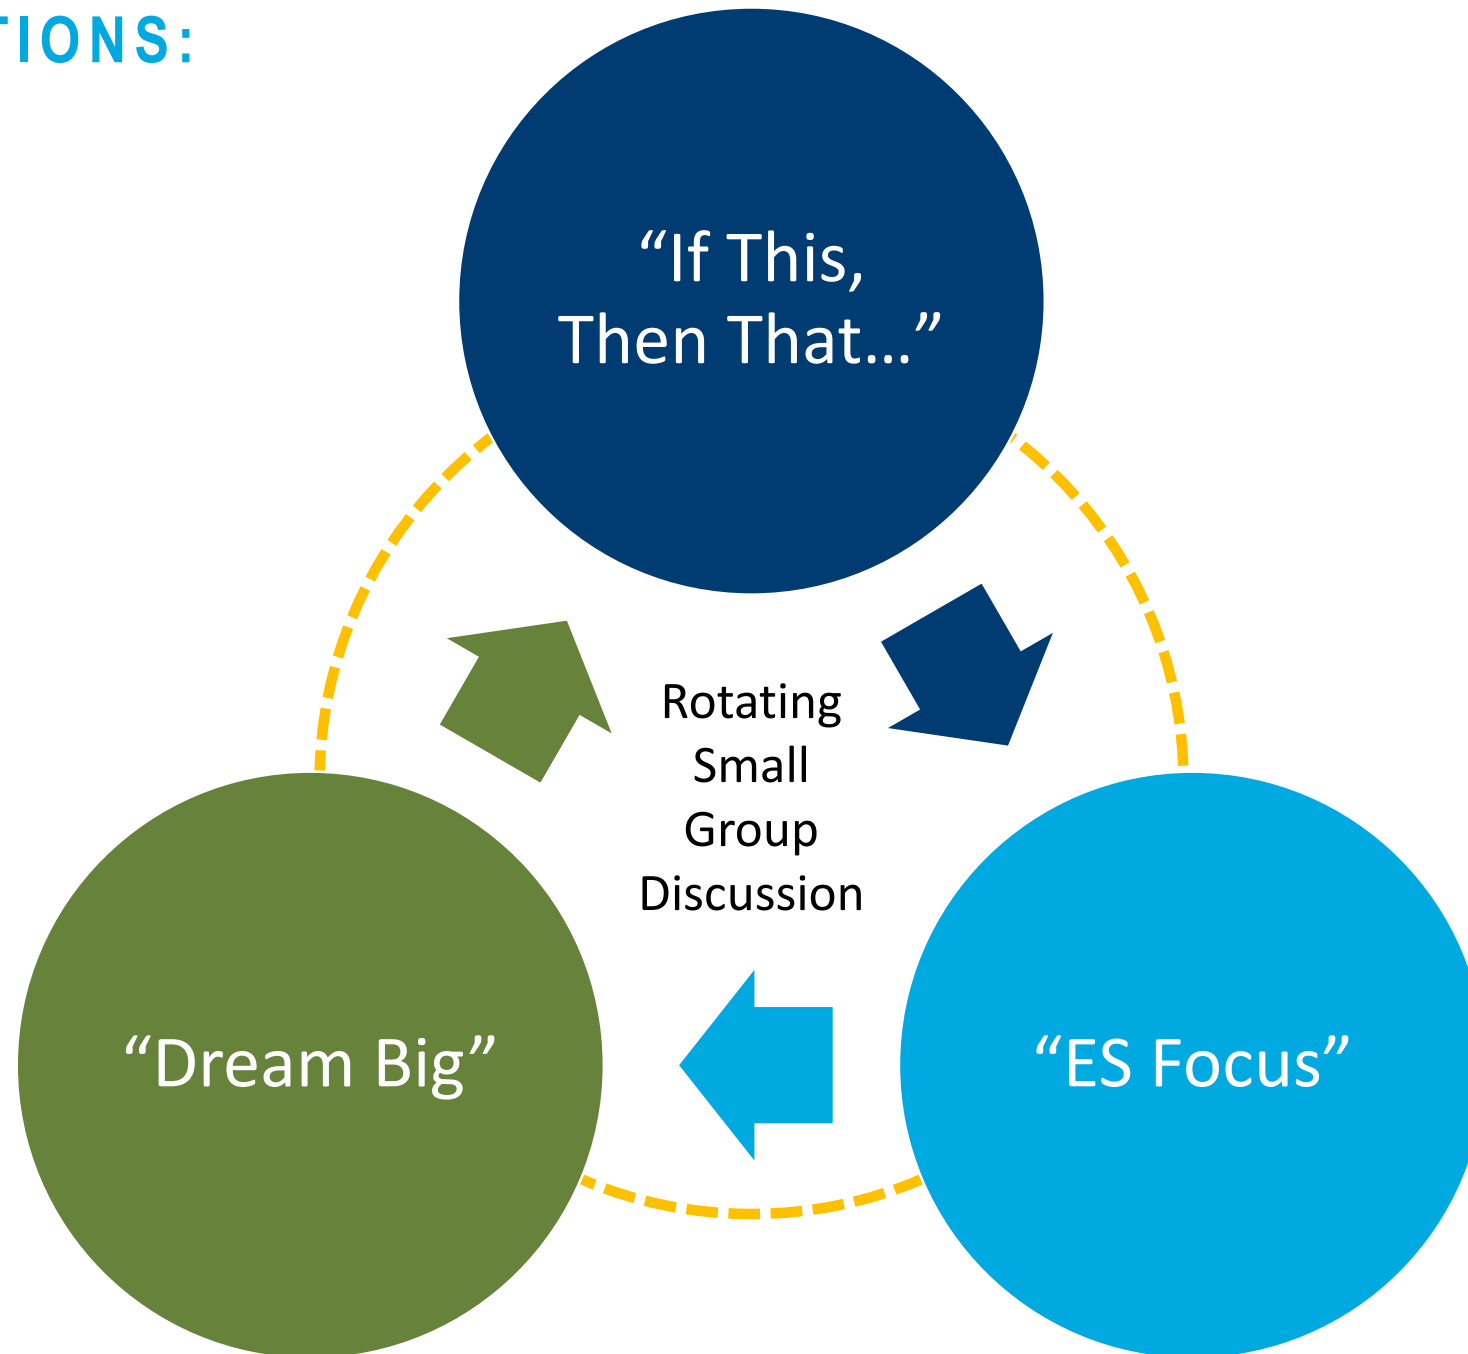 TIONS:
“If This,
Then That…”
Rotating
Small
Group
Discussion
“Dream Big”
“ES Focus”